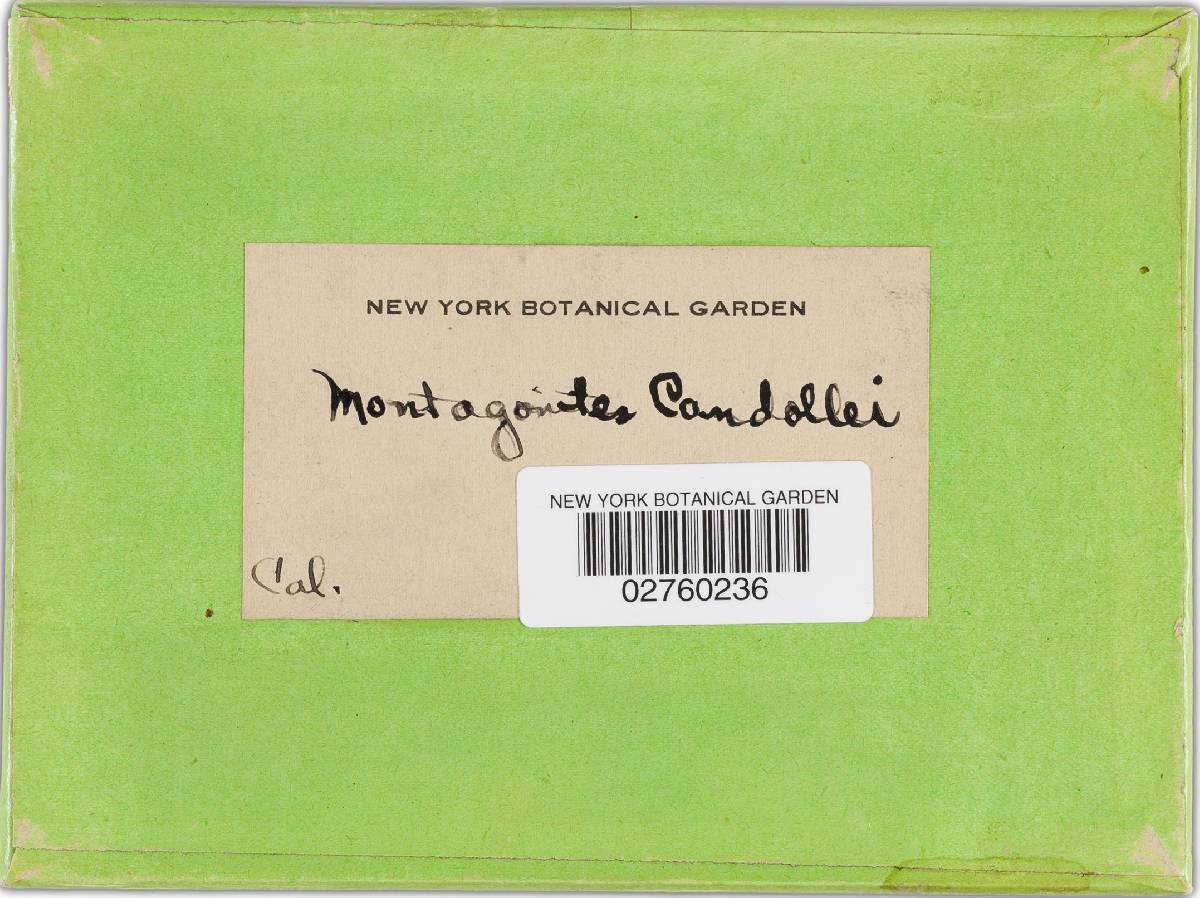 NEW YORK BOTANICAL GARDEN
Montagnites Candollei
Cal.
NEW YORK BOTANICAL GARDEN
02760236